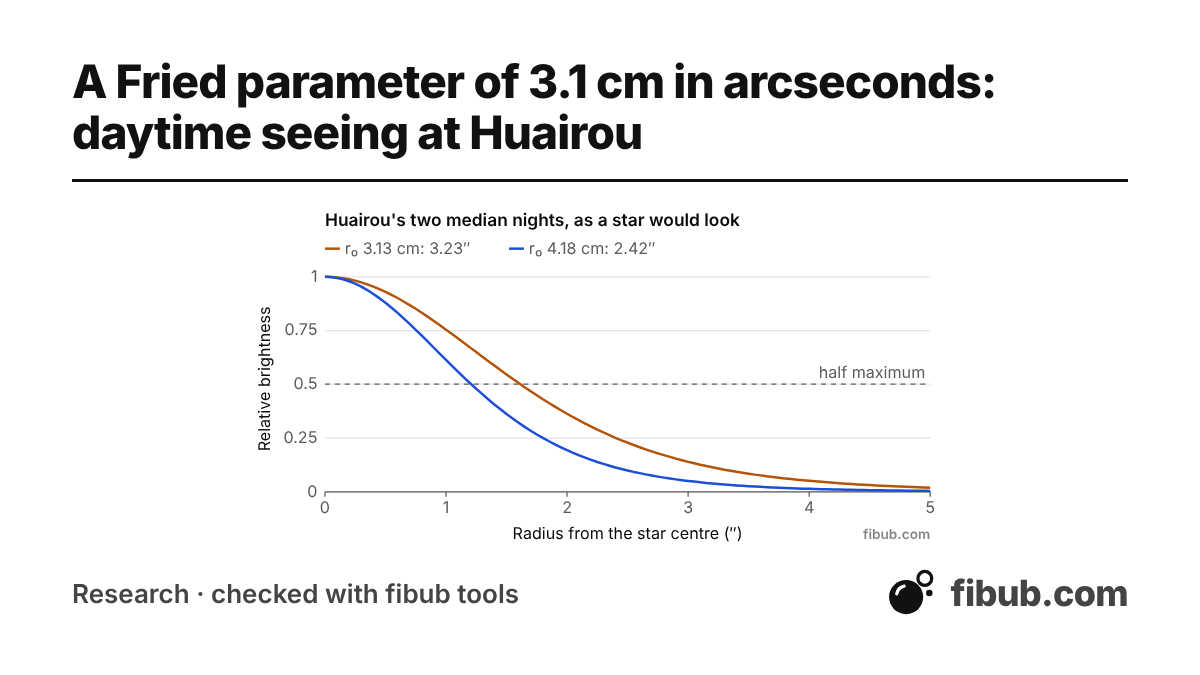 A Fried parameter of 3.1 cm in arcseconds:
daytime seeing at Huairou
Huairou's two median nights, as a star would look
r₀ 3.13 cm: 3.23″
r₀ 4.18 cm: 2.42″
Relative brightness
1
0.75
0.5
0.25
0
half maximum
0
1
2
3
4
5
Radius from the star centre (″)
fibub.com
Research · checked with fibub tools
fibub.com